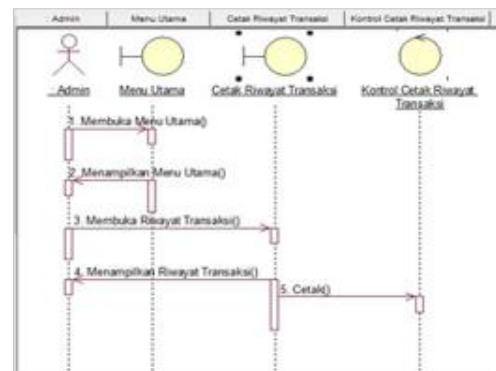 : Admin
Menu Utama
Cetak Riwayat Transaksi
Kontrol Cetak Riwayat Transaksi
: Admin
Menu Utama
Cetak Riwayat Transaksi
Kontrol Cetak Riwayat
Transaksi
1. Membuka Menu Utama()
2. Menampilkan Menu Utama()
3. Membuka Riwayat Transaksi()
4. Menampilkan Riwayat Transaksi()
5. Cetak()